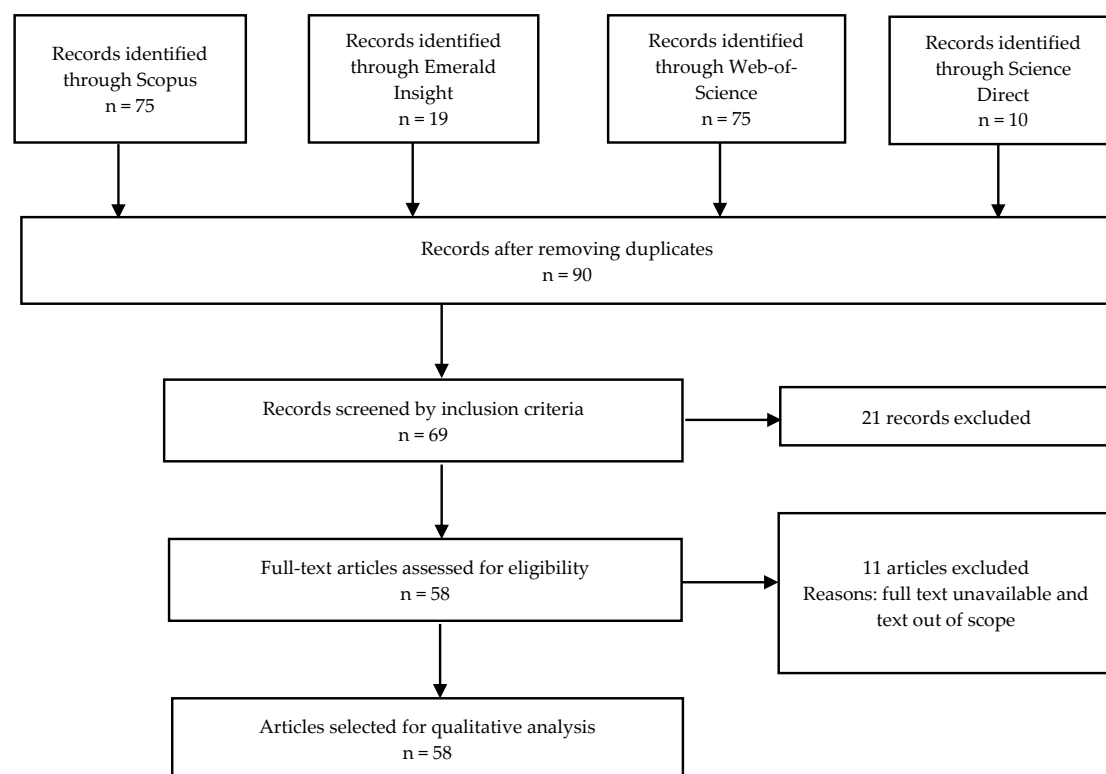 Records identified
through Scopus
n = 75
Records identified
through Emerald
Insight
n = 19
Records identified
through Web-of-
Science
n = 75
Records identified
through Science
Direct
n = 10
Records after removing duplicates
n = 90
Records screened by inclusion criteria
n = 69
21 records excluded
Full-text articles assessed for eligibility
n = 58
11 articles excluded
Reasons: full text unavailable and
text out of scope
Articles selected for qualitative analysis
n = 58